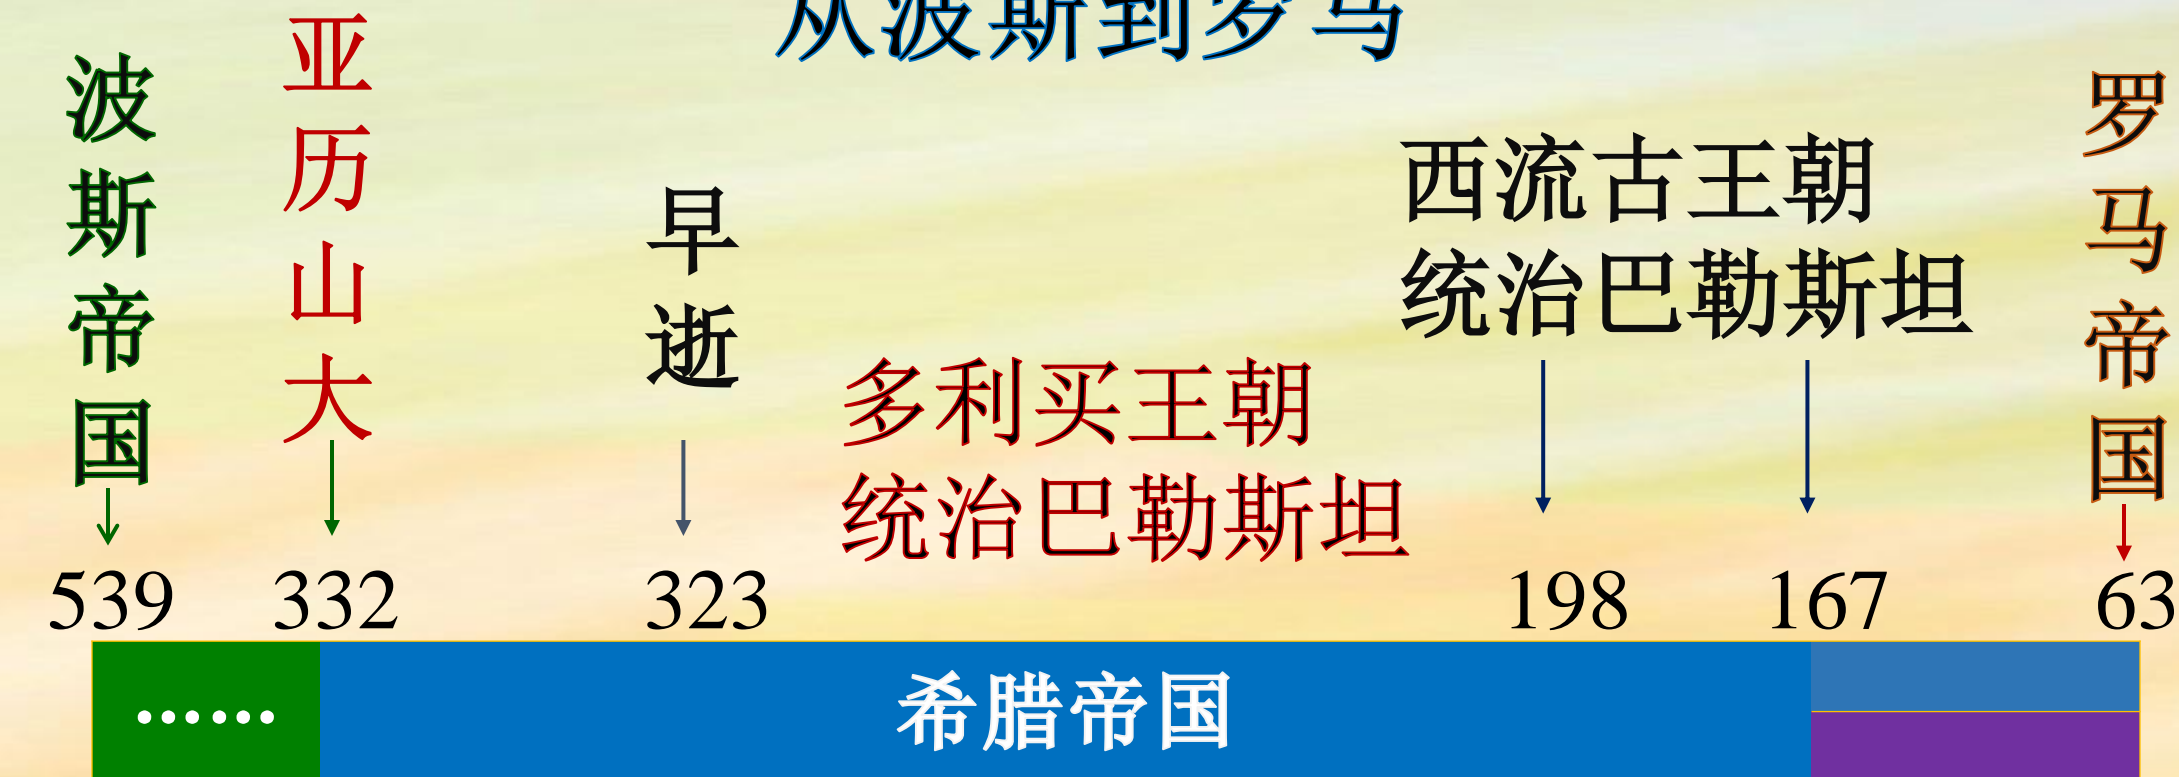 从波斯到罗马
波斯帝国
亚历山大
早逝
多利买王朝
统治巴勒斯坦
西流古王朝
统治巴勒斯坦
罗马帝国
539
332
323
198
167
63
……
希腊帝国